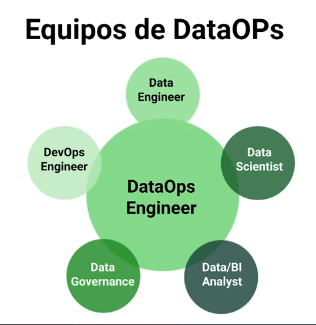 Equipos de DataOPs
Data
Engineer
DevOps
Engineer
Data
Scientist
DataOps
Engineer
Data
Governance
Data/BI
Analyst